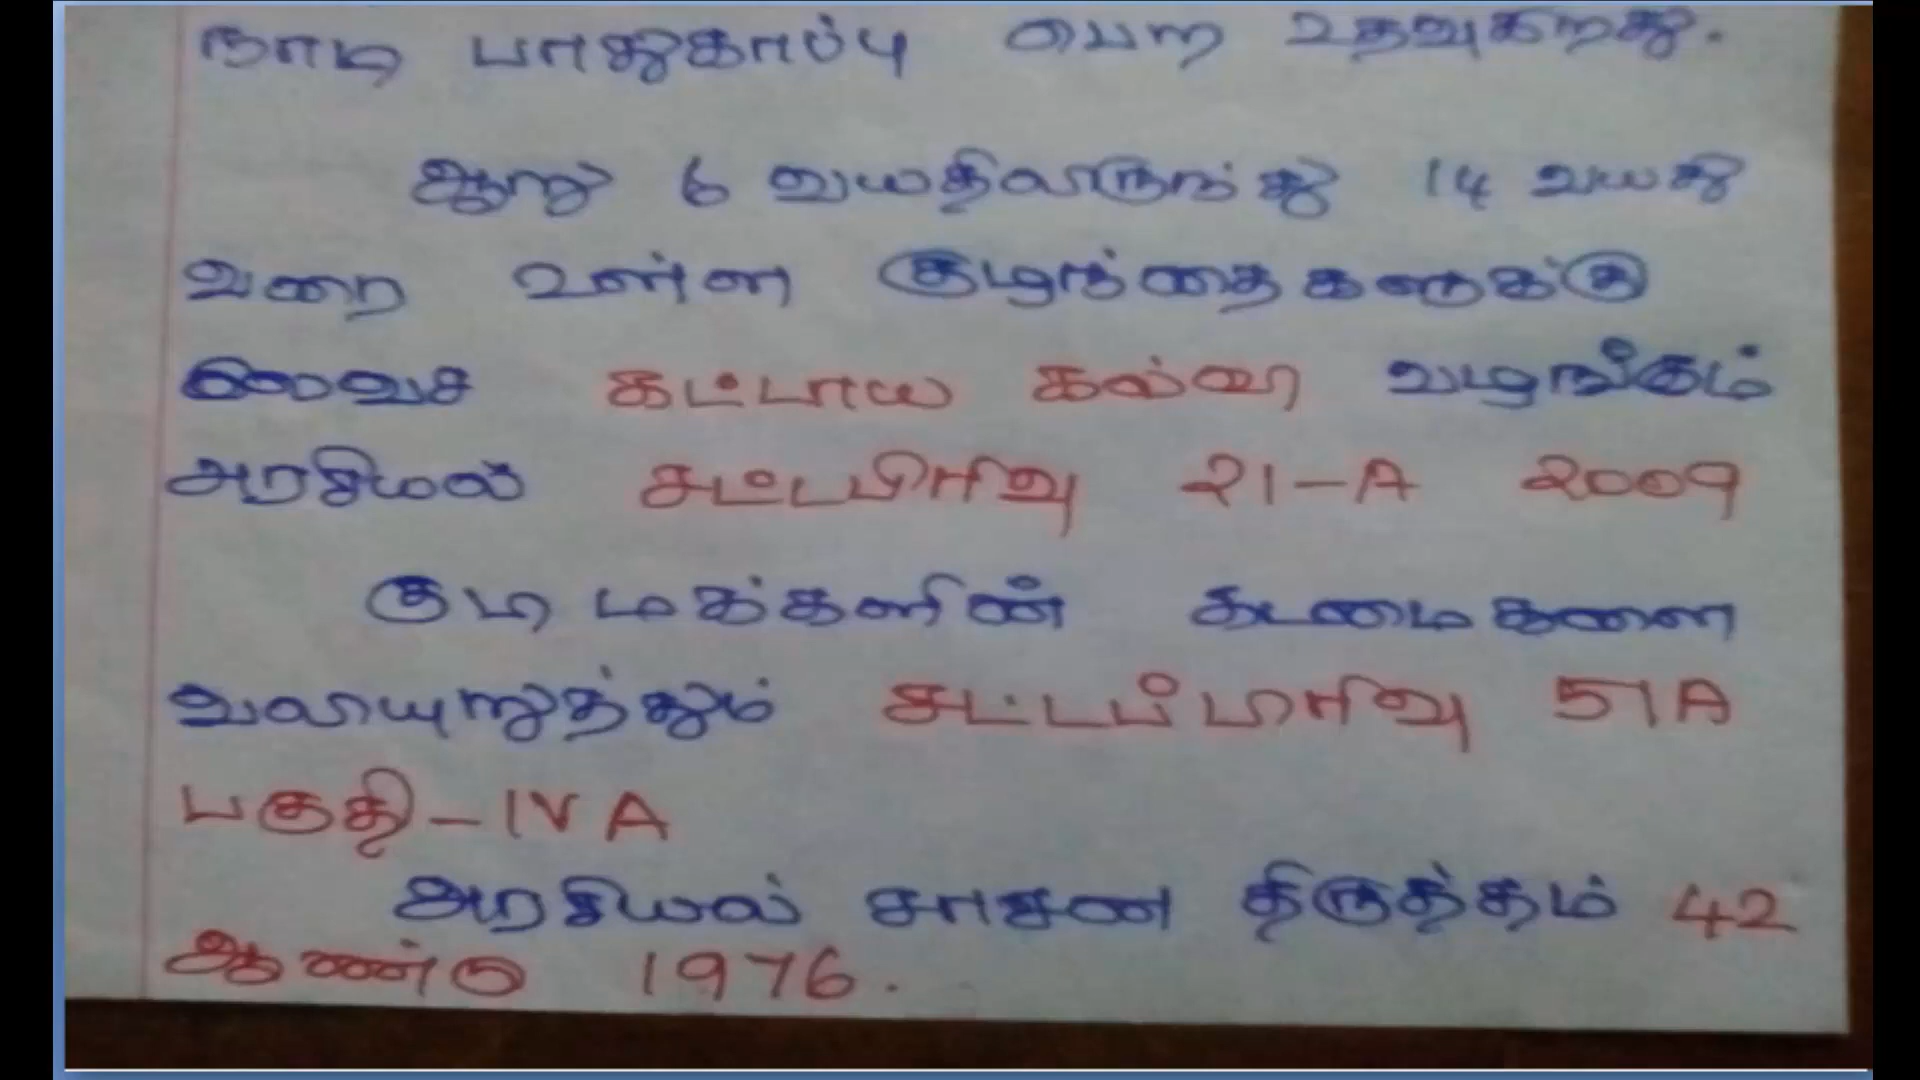 நாடி பாதுகாப்பு பெற உதவுகிறது.
ஆறு 6 வயதிலிருந்து 14 வயது
வரை உள்ள குழந்தைகளுக்கு
இலவச கட்டாய கல்வி வழங்கும்
அரசியல் சட்டபிரிவு 21-A 2009
குடி மக்களின் கடமைகளை
வலியுறுத்தும் சட்டப்பிரிவு 51A
பகுதி - IV A
அரசியல் சாசன திருத்தம் 42
ஆண்டு 1976.